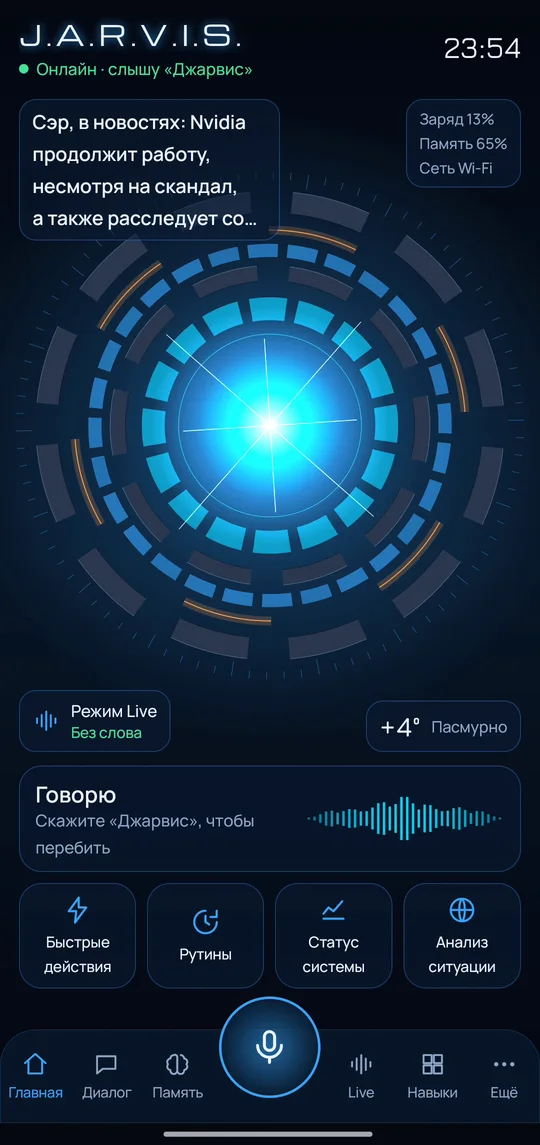 J.A.R.V.I.S.
23:54
Онлайн · слышу «Джарвис»
Сэр, в новостях: Nvidia
продолжит работу,
несмотря на скандал,
а также расследует со...
Заряд 13%
Память 65%
Сеть Wi-Fi
Режим Live
Без слова
+4° Пасмурно
Говорю
Скажите «Джарвис», чтобы
перебить
Быстрые
действия
Рутины
Статус
системы
Анализ
ситуации
Главная
Диалог
Память
Live
Навыки
Ещё